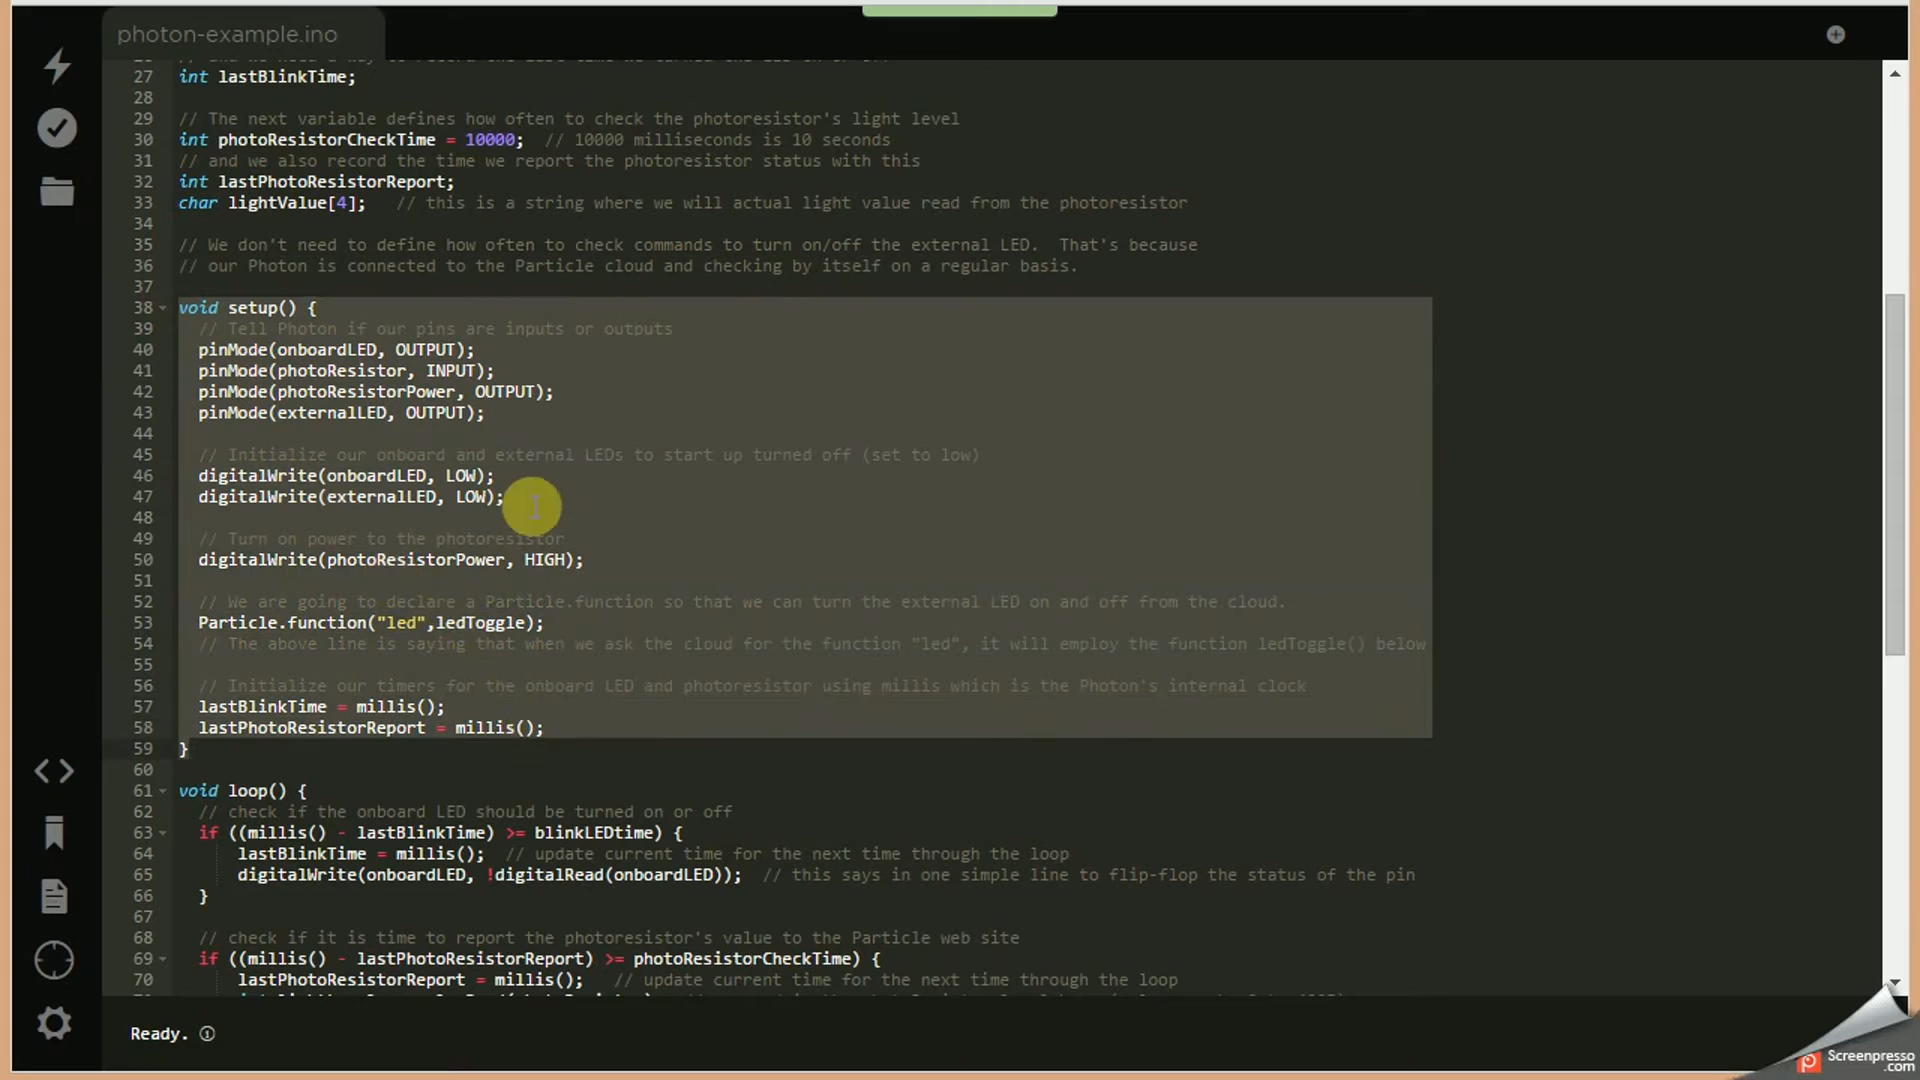 photon-example.ino
27 int lastBlinkTime;
28
29 // The next variable defines how often to check the photoresistor's light level
30 int photoResistorCheckTime = 10000;  // 10000 milliseconds is 10 seconds
31 // and we also record the time we report the photoresistor status with this
32 int lastPhotoResistorReport;
33 char lightValue[4];   // this is a string where we will actual light value read from the photoresistor
34
35 // We don't need to define how often to check commands to turn on/off the external LED.  That's because
36 // our Photon is connected to the Particle cloud and checking by itself on a regular basis.
37
38 void setup() {
39   // Tell Photon if our pins are inputs or outputs
40   pinMode(onboardLED, OUTPUT);
41   pinMode(photoResistor, INPUT);
42   pinMode(photoResistorPower, OUTPUT);
43   pinMode(externalLED, OUTPUT);
44
45   // Initialize our onboard and external LEDs to start up turned off (set to low)
46   digitalWrite(onboardLED, LOW);
47   digitalWrite(externalLED, LOW);
48
49   // Turn on power to the photoresistor
50   digitalWrite(photoResistorPower, HIGH);
51
52   // We are going to declare a Particle.function so that we can turn the external LED on and off from the cloud.
53   Particle.function("led",ledToggle);
54   // The above line is saying that when we ask the cloud for the function "led", it will employ the function ledToggle() below
55
56   // Initialize our timers for the onboard LED and photoresistor using millis which is the Photon's internal clock
57   lastBlinkTime = millis();
58   lastPhotoResistorReport = millis();
59 }
60
61 void loop() {
62   // check if the onboard LED should be turned on or off
63   if ((millis() - lastBlinkTime) >= blinkLEDtime) {
64       lastBlinkTime = millis();  // update current time for the next time through the loop
65       digitalWrite(onboardLED, !digitalRead(onboardLED));  // this says in one simple line to flip-flop the status of the pin
66   }
67
68   // check if it is time to report the photoresistor's value to the Particle web site
69   if ((millis() - lastPhotoResistorReport) >= photoResistorCheckTime) {
70       lastPhotoResistorReport = millis();   // update current time for the next time through the loop
Ready.
Screenpresso
.com